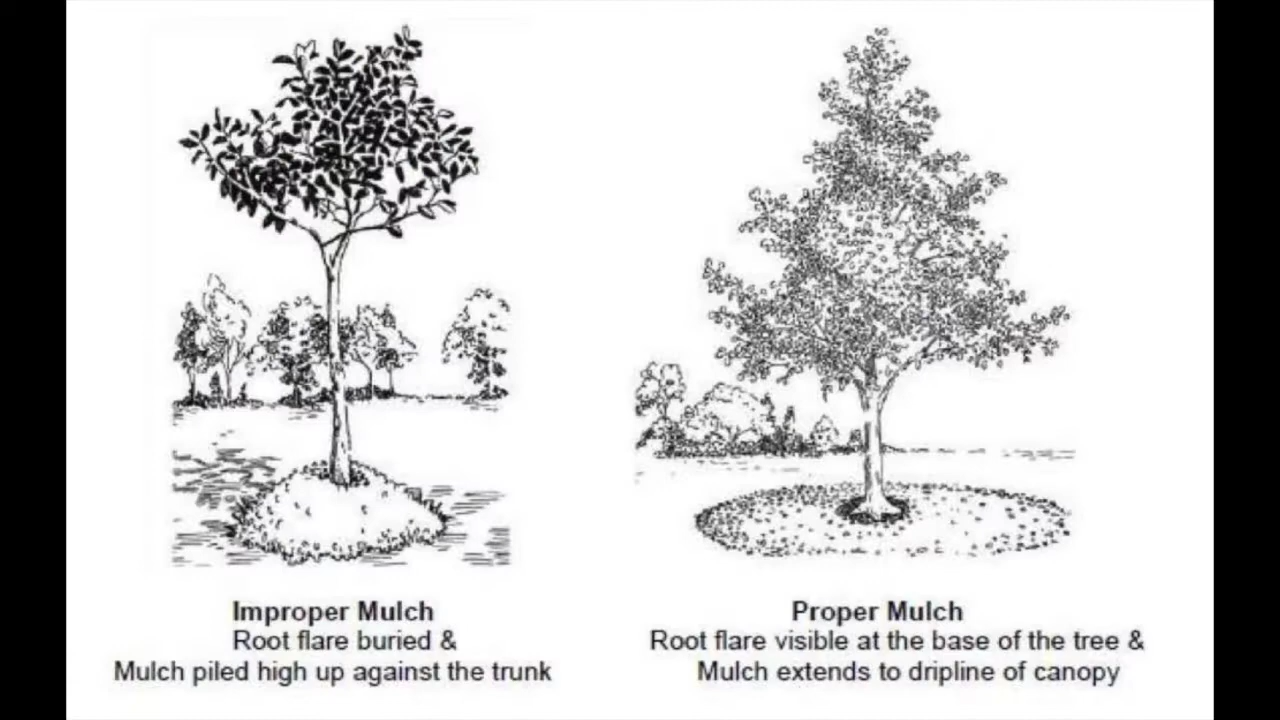 Improper Mulch
Root flare buried &
Mulch piled high up against the trunk
Proper Mulch
Root flare visible at the base of the tree &
Mulch extends to dripline of canopy